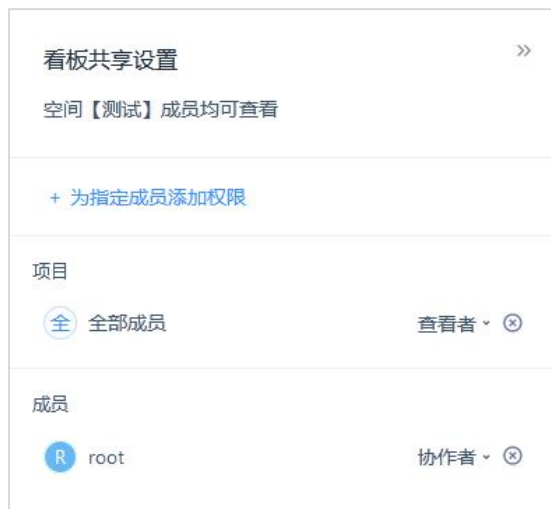 看板共享设置
空间【测试】成员均可查看
+ 为指定成员添加权限
项目
全 全部成员 查看者
成员
R root 协作者